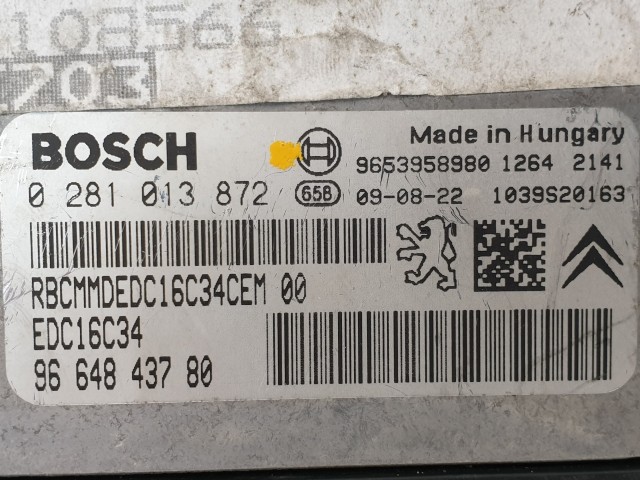 108566
703
BOSCH
Made in Hungary
9653958980 1264 2141
0 281 013 872 65B 09-08-22 1039S20163
RBCMMDEDC16C34CEM 00
EDC16C34
96 648 437 80